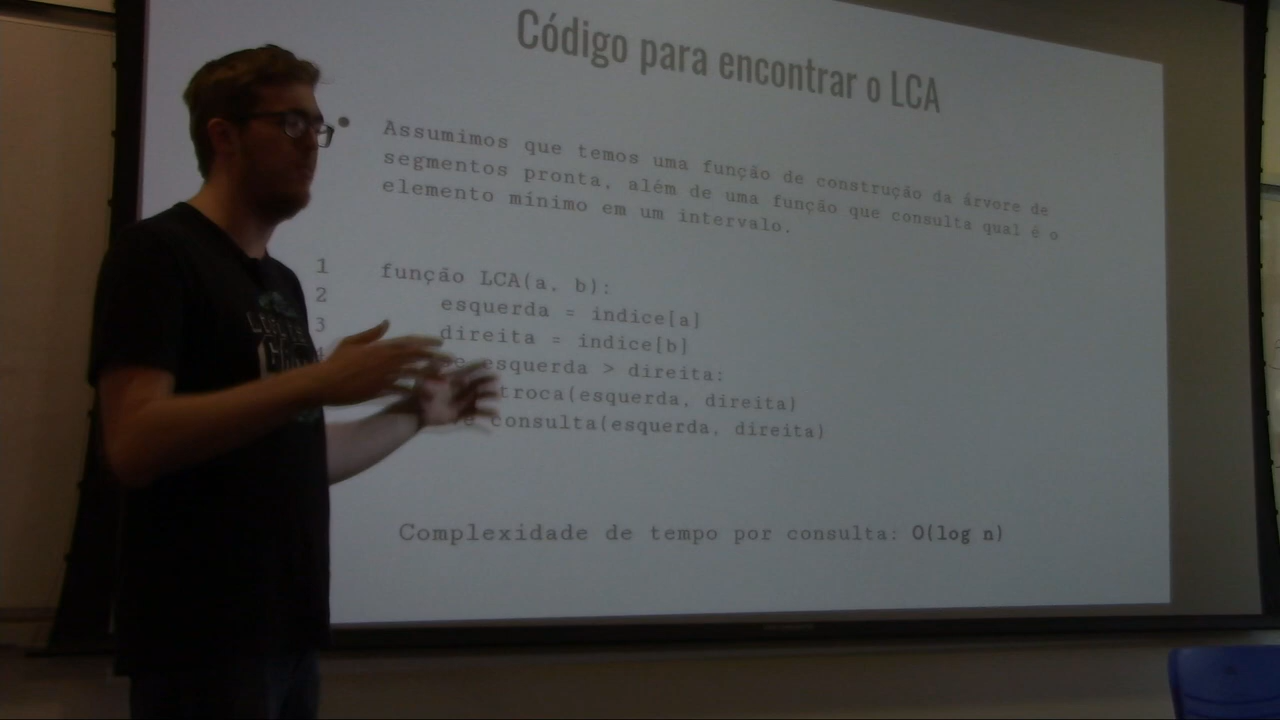 Código para encontrar o LCA
● Assumimos que temos uma função de construção da árvore de
segmentos pronta, além de uma função que consulta qual é o
elemento mínimo em um intervalo.
1 função LCA(a, b):
2 esquerda = indice[a]
3 direita = indice[b]
esquerda > direita:
troca(esquerda, direita)
consulta(esquerda, direita)
Complexidade de tempo por consulta: O(log n)